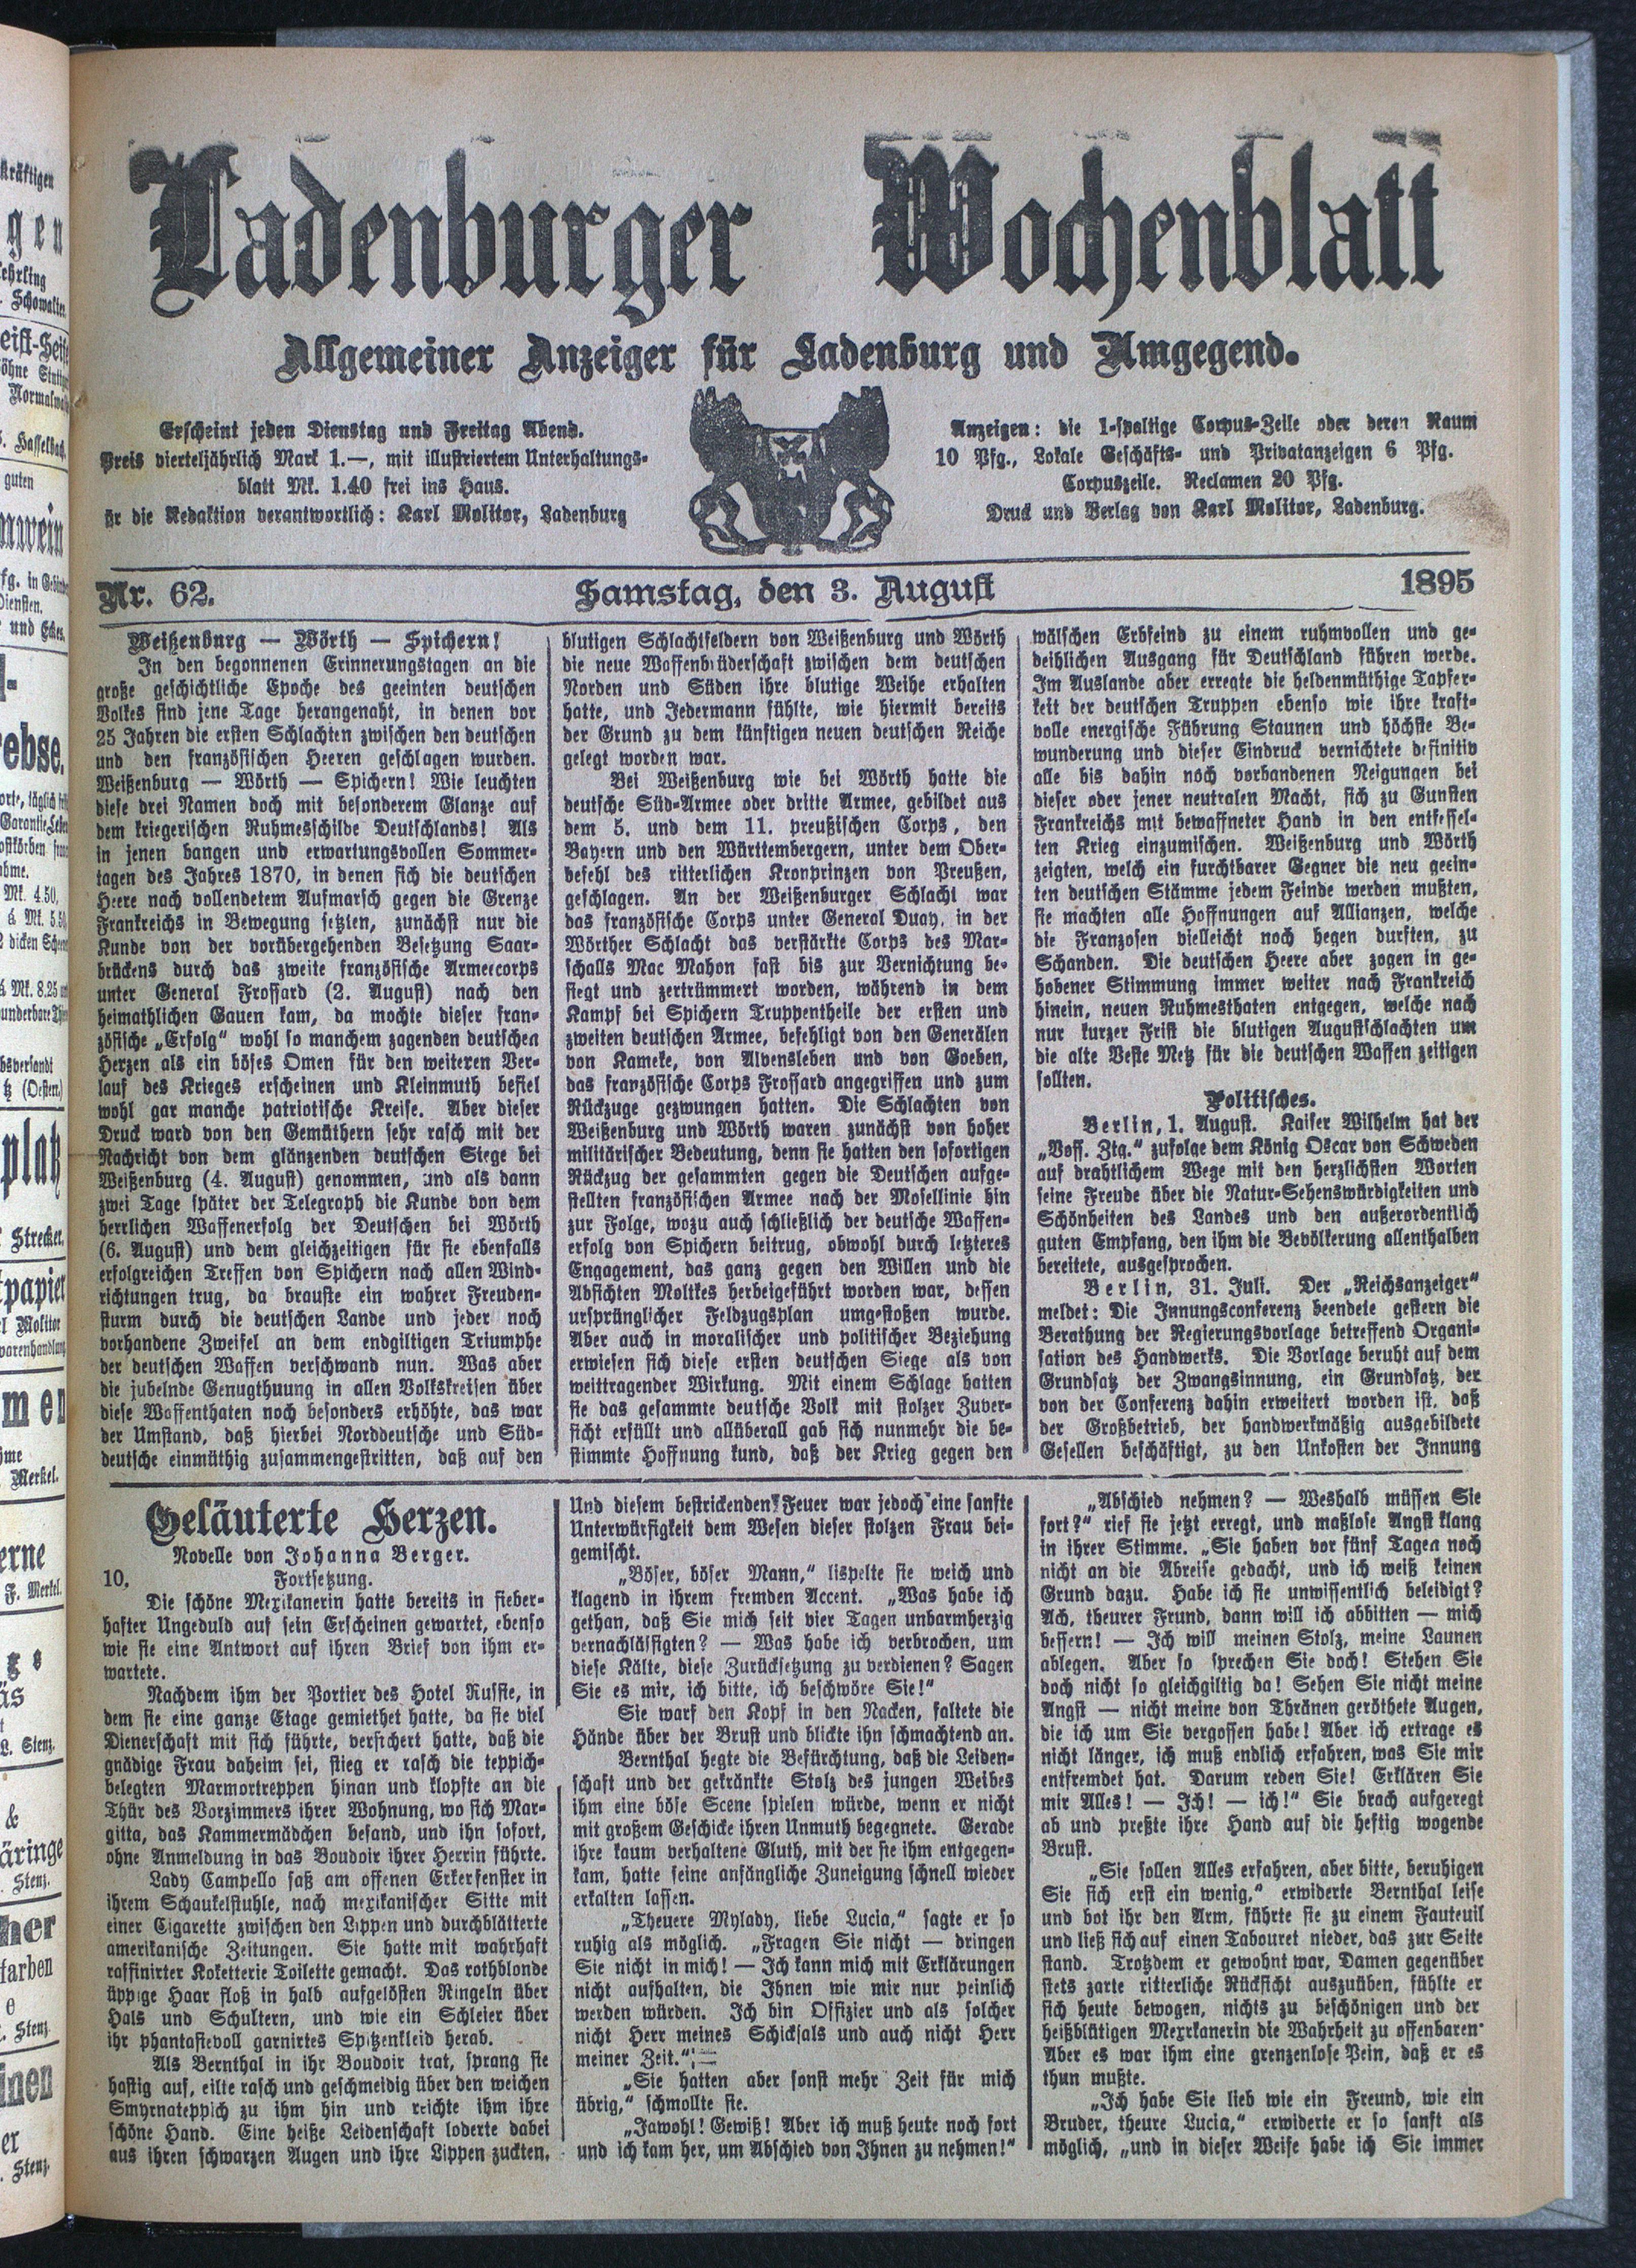 Ladenburger Wochenblatt
Allgemeiner Anzeiger für Ladenburg und Umgegend.
Erscheint jeden Dienstag und Freitag Abend.
Preis vierteljährlich Mark 1.—, mit illustriertem Unterhaltungs-
blatt Mk. 1.40 frei ins Haus.
ür die Redaktion verantwortlich: Karl Molitor, Ladenburg
Anzeigen: die 1-spaltige Corpus-Zeile oder deren Raum
10 Pfg., Lokale Geschäfts- und Privatanzeigen 6 Pfg.
Corpuszeile. Reclamen 20 Pfg.
Druck und Verlag von Karl Molitor, Ladenburg.
Nr. 62.
Samstag, den 3. August
1895
Weißenburg — Wörth — Spichern!
In den begonnenen Erinnerungstagen an die
große geschichtliche Epoche des geeinten deutschen
Volkes sind jene Tage herangenaht, in denen vor
25 Jahren die ersten Schlachten zwischen den deutschen
und den französischen Heeren geschlagen wurden.
Weißenburg — Wörth — Spichern! Wie leuchten
diese drei Namen doch mit besonderem Glanze auf
dem kriegerischen Ruhmesschilde Deutschlands! Als
in jenen bangen und erwartungsvollen Sommer-
tagen des Jahres 1870, in denen sich die deutschen
Heere nach vollendetem Aufmarsch gegen die Grenze
Frankreichs in Bewegung setzten, zunächst nur die
Kunde von der vorübergehenden Besetzung Saar-
brückens durch das zweite französische Armeecorps
unter General Frossard (2. August) nach den
heimathlichen Gauen kam, da mochte dieser fran-
zösische „Erfolg“ wohl so manchem zagenden deutschen
Herzen als ein böses Omen für den weiteren Ver-
lauf des Krieges erscheinen und Kleinmuth befiel
wohl gar manche patriotische Kreise. Aber dieser
Druck ward von den Gemüthern sehr rasch mit der
Nachricht von dem glänzenden deutschen Siege bei
Weißenburg (4. August) genommen, und als dann
zwei Tage später der Telegraph die Kunde von dem
herrlichen Waffenerfolg der Deutschen bei Wörth
(6. August) und dem gleichzeitigen für sie ebenfalls
erfolgreichen Treffen von Spichern nach allen Wind-
richtungen trug, da brauste ein wahrer Freuden-
sturm durch die deutschen Lande und jeder noch
vorhandene Zweifel an dem endgiltigen Triumphe
der deutschen Waffen verschwand nun. Was aber
die jubelnde Genugthuung in allen Volkskreisen über
diese Waffenthaten noch besonders erhöhte, das war
der Umstand, daß hierbei Norddeutsche und Süd-
deutsche einmüthig zusammengestritten, daß auf den
blutigen Schlachtfeldern von Weißenburg und Wörth
die neue Waffenbrüderschaft zwischen dem deutschen
Norden und Süden ihre blutige Weihe erhalten
hatte, und Jedermann fühlte, wie hiermit bereits
der Grund zu dem künftigen neuen deutschen Reiche
gelegt worden war.
Bei Weißenburg wie bei Wörth hatte die
deutsche Süd-Armee oder dritte Armee, gebildet aus
dem 5. und dem 11. preußischen Corps, den
Bayern und den Württembergern, unter dem Ober-
befehl des ritterlichen Kronprinzen von Preußen,
geschlagen. An der Weißenburger Schlacht war
das französische Corps unter General Duay, in der
Wörther Schlacht das verstärkte Corps des Mar-
schalls Mac Mahon fast bis zur Vernichtung be-
siegt und zertrümmert worden, während in dem
Kampf bei Spichern Truppentheile der ersten und
zweiten deutschen Armee, befehligt von den Generälen
von Kameke, von Alvensleben und von Goeben,
das französische Corps Frossard angegriffen und zum
Rückzuge gezwungen hatten. Die Schlachten von
Weißenburg und Wörth waren zunächst von hoher
militärischer Bedeutung, denn sie hatten den sofortigen
Rückzug der gesammten gegen die Deutschen aufge-
stellten französischen Armee nach der Mosellinie hin
zur Folge, wozu auch schließlich der deutsche Waffen-
erfolg von Spichern beitrug, obwohl durch letzteres
Engagement, das ganz gegen den Willen und die
Absichten Moltkes herbeigeführt worden war, dessen
ursprünglicher Feldzugsplan umgestoßen wurde.
Aber auch in moralischer und politischer Beziehung
erwiesen sich diese ersten deutschen Siege als von
weittragender Wirkung. Mit einem Schlage hatten
sie das gesammte deutsche Volk mit stolzer Zuver-
sicht erfüllt und allüberall gab sich nunmehr die be-
stimmte Hoffnung kund, daß der Krieg gegen den
wälschen Erbfeind zu einem ruhmvollen und ge-
deihlichen Ausgang für Deutschland führen werde.
Im Auslande aber erregte die heldenmüthige Tapfer-
keit der deutschen Truppen ebenso wie ihre kraft-
volle energische Führung Staunen und höchste Be-
wunderung und dieser Eindruck vernichtete definitiv
alle bis dahin noch vorhandenen Neigungen bei
dieser oder jener neutralen Macht, sich zu Gunsten
Frankreichs mit bewaffneter Hand in den entfessel-
ten Krieg einzumischen. Weißenburg und Wörth
zeigten, welch ein furchtbarer Gegner die neu geein-
ten deutschen Stämme jedem Feinde werden mußten,
sie machten alle Hoffnungen auf Allianzen, welche
die Franzosen vielleicht noch hegen durften, zu
Schanden. Die deutschen Heere aber zogen in ge-
hobener Stimmung immer weiter nach Frankreich
hinein, neuen Ruhmesthaten entgegen, welche nach
nur kurzer Frist die blutigen Augustschlachten um
die alte Veste Metz für die deutschen Waffen zeitigen
sollten.
Politisches.
Berlin, 1. August. Kaiser Wilhelm hat der
„Voss. Ztg.“ zufolge dem König Oscar von Schweden
auf drahtlichem Wege mit den herzlichsten Worten
seine Freude über die Natur-Sehenswürdigkeiten und
Schönheiten des Landes und den außerordentlich
guten Empfang, den ihm die Bevölkerung allenthalben
bereitete, ausgesprochen.
Berlin, 31. Juli. Der „Reichsanzeiger“
meldet: Die Innungsconferenz beendete gestern die
Berathung der Regierungsvorlage betreffend Organi-
sation des Handwerks. Die Vorlage beruht auf dem
Grundsatz der Zwangsinnung, ein Grundsatz, der
von der Conferenz dahin erweitert worden ist, daß
der Großbetrieb, der handwerkmäßig ausgebildete
Gesellen beschäftigt, zu den Unkosten der Innung
Geläuterte Herzen.
Novelle von Johanna Berger.
10. Fortsetzung.
Die schöne Mexikanerin hatte bereits in fieber-
hafter Ungeduld auf sein Erscheinen gewartet, ebenso
wie sie eine Antwort auf ihren Brief von ihm er-
wartete.
Nachdem ihm der Portier des Hotel Russie, in
dem sie eine ganze Etage gemiethet hatte, da sie viel
Dienerschaft mit sich führte, versichert hatte, daß die
gnädige Frau daheim sei, stieg er rasch die teppich-
belegten Marmortreppen hinan und klopfte an die
Thür des Vorzimmers ihrer Wohnung, wo sich Mar-
gitta, das Kammermädchen befand, und ihn sofort,
ohne Anmeldung in das Boudoir ihrer Herrin führte.
Lady Campello saß am offenen Erkerfenster in
ihrem Schaukelstuhle, nach mexikanischer Sitte mit
einer Cigarette zwischen den Lippen und durchblätterte
amerikanische Zeitungen. Sie hatte mit wahrhaft
raffinirter Koketterie Toilette gemacht. Das rothblonde
üppige Haar floß in halb aufgelösten Ringeln über
Hals und Schultern, und wie ein Schleier über
ihr phantasievoll garnirtes Spitzenkleid herab.
Als Bernthal in ihr Boudoir trat, sprang sie
hastig auf, eilte rasch und geschmeidig über den weichen
Smyrnateppich zu ihm hin und reichte ihm ihre
schöne Hand. Eine heiße Leidenschaft loderte dabei
aus ihren schwarzen Augen und ihre Lippen zuckten.
Und diesem bestrickenden Feuer war jedoch eine sanfte
Unterwürfigkeit dem Wesen dieser stolzen Frau bei-
gemischt.
„Böser, böser Mann,“ lispelte sie weich und
klagend in ihrem fremden Accent. „Was habe ich
gethan, daß Sie mich seit vier Tagen unbarmherzig
vernachlässigten? — Was habe ich verbrochen, um
diese Kälte, diese Zurücksetzung zu verdienen? Sagen
Sie es mir, ich bitte, ich beschwöre Sie!“
Sie warf den Kopf in den Nacken, faltete die
Hände über der Brust und blickte ihn schmachtend an.
Bernthal hegte die Befürchtung, daß die Leiden-
schaft und der gekränkte Stolz des jungen Weibes
ihm eine böse Scene spielen würde, wenn er nicht
mit großem Geschicke ihren Unmuth begegnete. Gerade
ihre kaum verhaltene Gluth, mit der sie ihm entgegen-
kam, hatte seine anfängliche Zuneigung schnell wieder
erkalten lassen.
„Theuere Mylady, liebe Lucia,“ sagte er so
ruhig als möglich. „Fragen Sie nicht — dringen
Sie nicht in mich! — Ich kann mich mit Erklärungen
nicht aufhalten, die Ihnen wie mir nur peinlich
werden würden. Ich bin Offizier und als solcher
nicht Herr meines Schicksals und auch nicht Herr
meiner Zeit.“
„Sie hatten aber sonst mehr Zeit für mich
übrig,“ schmollte sie.
„Jawohl! Gewiß! Aber ich muß heute noch fort
und ich kam her, um Abschied von Ihnen zu nehmen!“
„Abschied nehmen? — Weshalb müssen Sie
fort?“ rief sie jetzt erregt, und maßlose Angst klang
in ihrer Stimme. „Sie haben vor fünf Tagen noch
nicht an die Abreise gedacht, und ich weiß keinen
Grund dazu. Habe ich sie unwissentlich beleidigt?
Ach, theurer Frund, dann will ich abbitten — mich
bessern! — Ich will meinen Stolz, meine Launen
ablegen. Aber so sprechen Sie doch! Stehen Sie
doch nicht so gleichgiltig da! Sehen Sie nicht meine
Angst — nicht meine von Thränen gerötheten Augen,
die ich um Sie vergossen habe! Aber ich ertrage es
nicht länger, ich muß endlich erfahren, was Sie mir
entfremdet hat. Darum reden Sie! Erklären Sie
mir Alles! — Ich! — ich!“ Sie brach aufgeregt
ab und preßte ihre Hand auf die heftig wogende
Brust.
„Sie sollen Alles erfahren, aber bitte, beruhigen
Sie sich erst ein wenig,“ erwiderte Bernthal leise
und bot ihr den Arm, führte sie zu einem Fauteuil
und ließ sich auf einen Tabouret nieder, das zur Seite
stand. Trotzdem er gewohnt war, Damen gegenüber
stets zarte ritterliche Rücksicht auszuüben, fühlte er
sich heute bewogen, nichts zu beschönigen und der
heißblütigen Mexrkanerin die Wahrheit zu offenbaren·
Aber es war ihm eine grenzenlose Pein, daß er es
thun mußte.
„Ich habe Sie lieb wie ein Freund, wie ein
Bruder, theure Lucia,“ erwiderte er so sanft als
möglich, „und in dieser Weise habe ich Sie immer